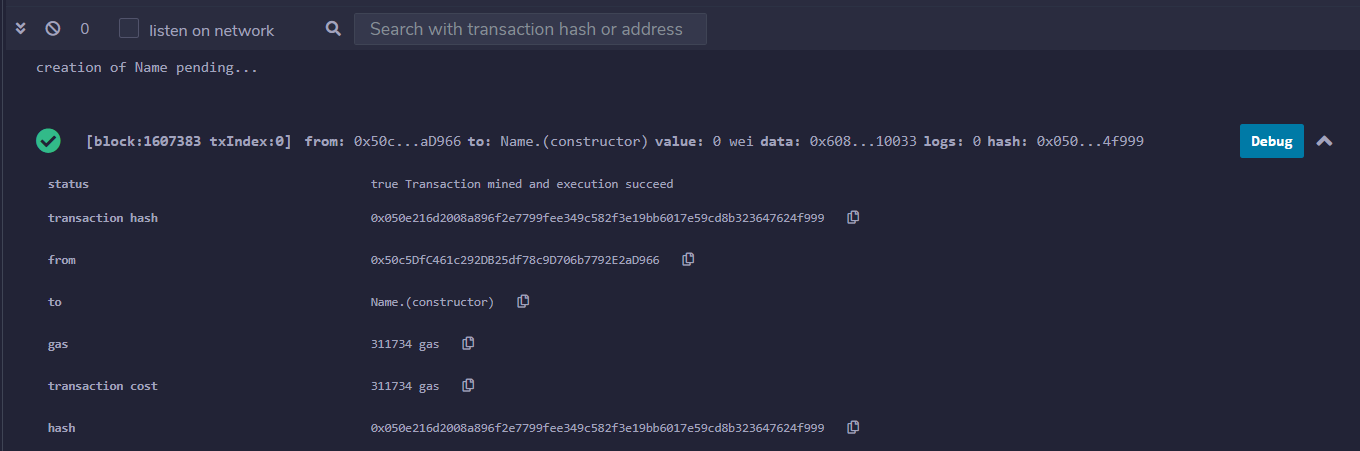 0 listen on network Search with transaction hash or address
creation of Name pending...
[block:1607383 txIndex:0] from: 0x50c...aD966 to: Name.(constructor) value: 0 wei data: 0x608...10033 logs: 0 hash: 0x050...4f999 Debug
status true Transaction mined and execution succeed
transaction hash 0x050e216d2008a896f2e7799fee349c582f3e19bb6017e59cd8b323647624f999
from 0x50c5DfC461c292DB25df78c9D706b7792E2aD966
to Name.(constructor)
gas 311734 gas
transaction cost 311734 gas
hash 0x050e216d2008a896f2e7799fee349c582f3e19bb6017e59cd8b323647624f999